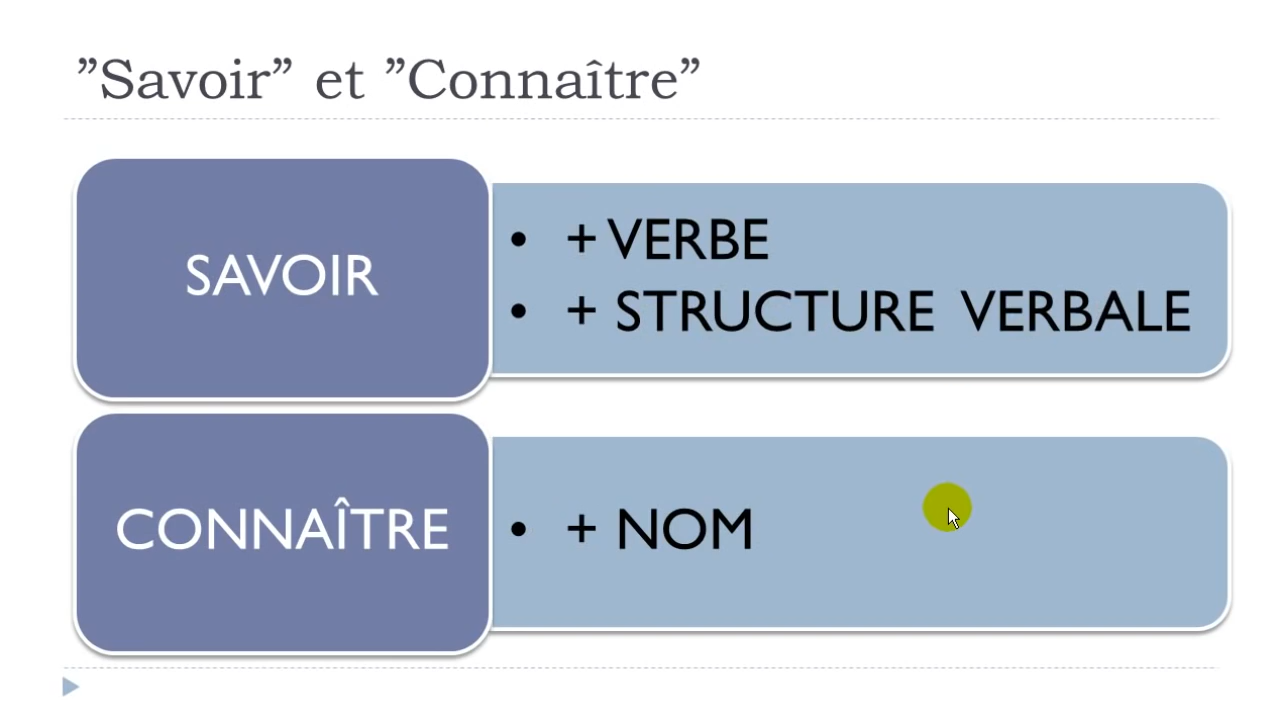 ”Savoir” et ”Connaître”
SAVOIR
• + VERBE
• + STRUCTURE VERBALE
CONNAÎTRE
• + NOM